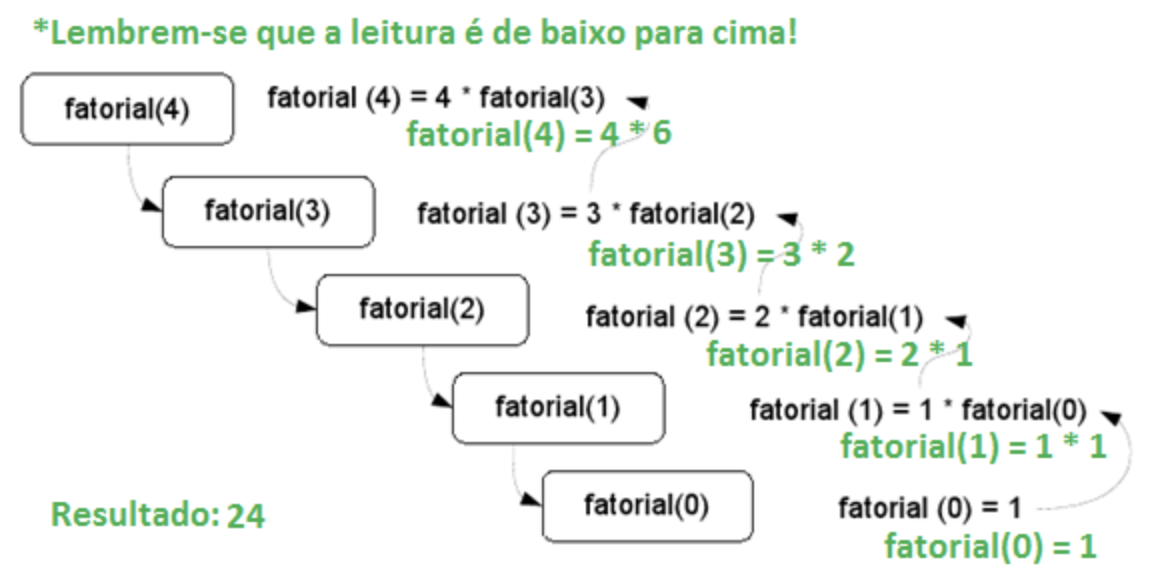 *Lembrem-se que a leitura é de baixo para cima!
fatorial(4)
fatorial (4) = 4 * fatorial(3)
fatorial(4) = 4 * 6
fatorial(3)
fatorial (3) = 3 * fatorial(2)
fatorial(3) = 3 * 2
fatorial(2)
fatorial (2) = 2 * fatorial(1)
fatorial(2) = 2 * 1
fatorial(1)
fatorial (1) = 1 * fatorial(0)
fatorial(1) = 1 * 1
fatorial(0)
fatorial (0) = 1
fatorial(0) = 1
Resultado: 24